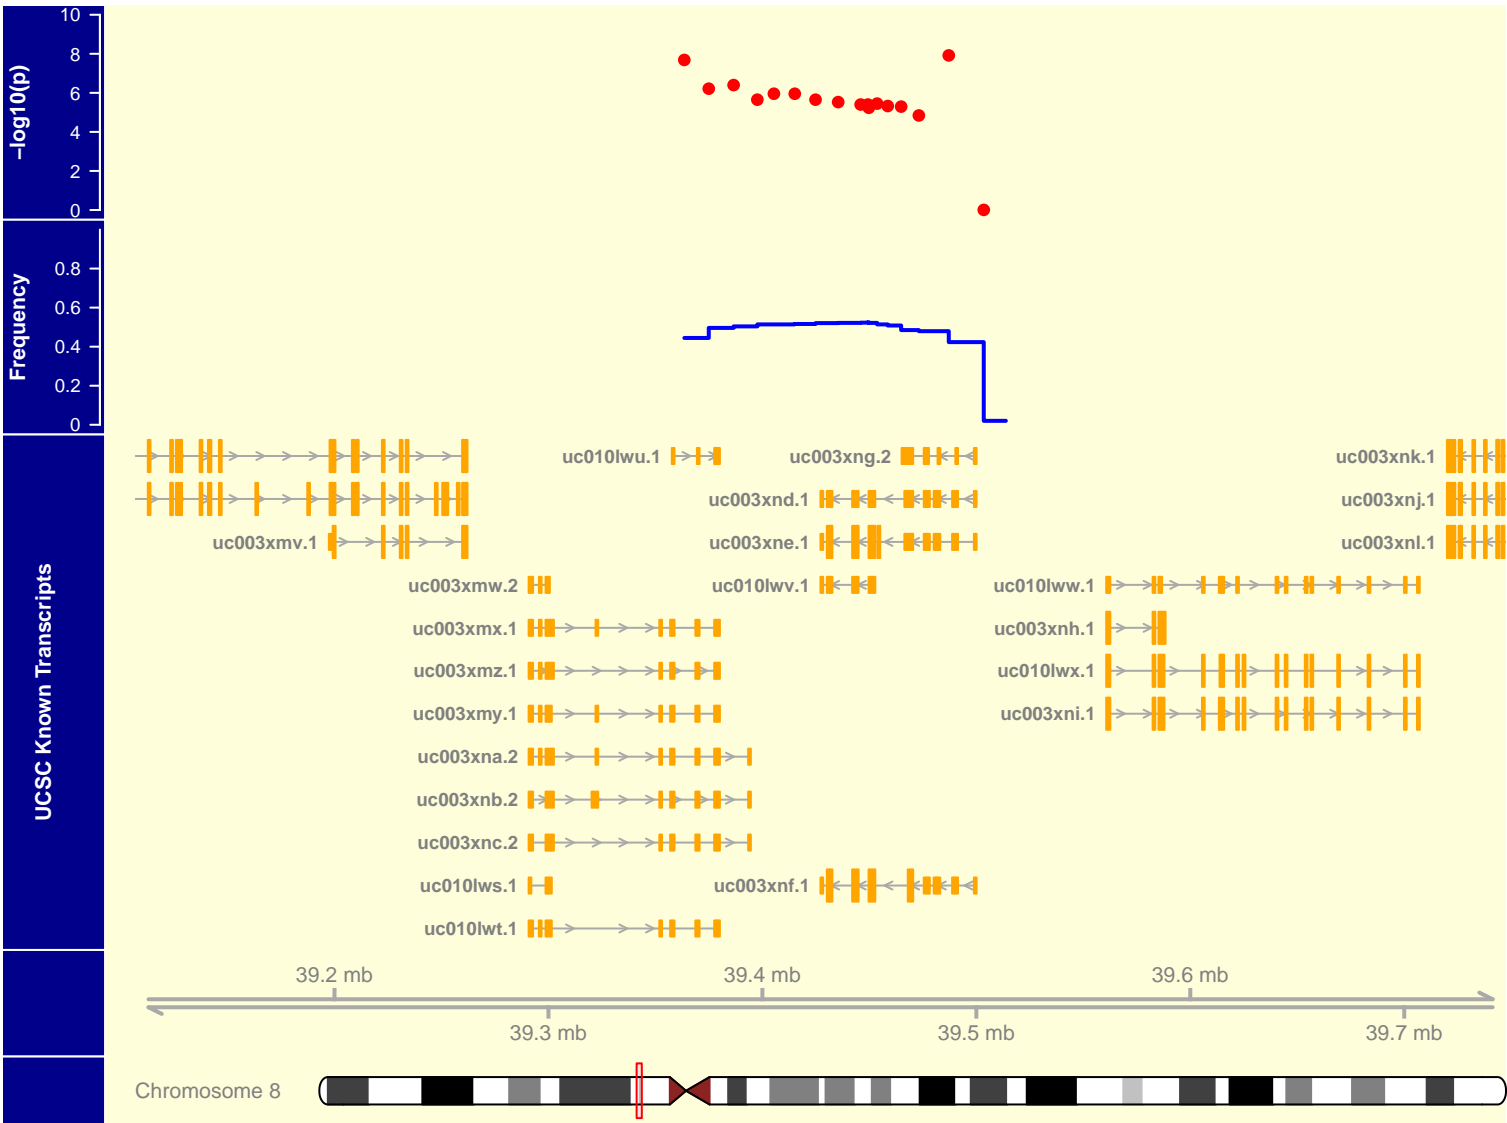 10
8
6
4
2
0
−log10(p)
0.8
0.6
0.4
0.2
0
Frequency
UCSC Known Transcripts
uc010lwu.1
uc003xng.2
uc003xnk.1
uc003xnd.1
uc003xnj.1
uc003xmv.1
uc003xne.1
uc003xnl.1
uc003xmw.2
uc010lwv.1
uc010lww.1
uc003xmx.1
uc003xnh.1
uc003xmz.1
uc010lwx.1
uc003xmy.1
uc003xni.1
uc003xna.2
uc003xnb.2
uc003xnc.2
uc010lws.1
uc003xnf.1
uc010lwt.1
39.2 mb
39.4 mb
39.6 mb
39.3 mb
39.5 mb
39.7 mb
Chromosome 8